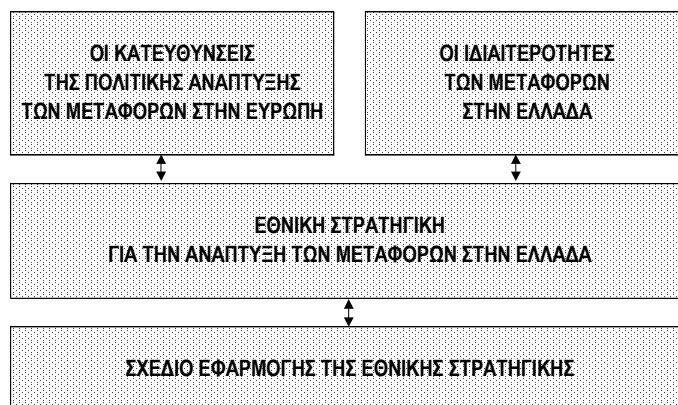 ΟΙ ΚΑΤΕΥΘΥΝΣΕΙΣ
ΤΗΣ ΠΟΛΙΤΙΚΗΣ ΑΝΑΠΤΥΞΗΣ
ΤΩΝ ΜΕΤΑΦΟΡΩΝ ΣΤΗΝ ΕΥΡΩΠΗ
ΟΙ ΙΔΙΑΙΤΕΡΟΤΗΤΕΣ
ΤΩΝ ΜΕΤΑΦΟΡΩΝ
ΣΤΗΝ ΕΛΛΑΔΑ
ΕΘΝΙΚΗ ΣΤΡΑΤΗΓΙΚΗ
ΓΙΑ ΤΗΝ ΑΝΑΠΤΥΞΗ ΤΩΝ ΜΕΤΑΦΟΡΩΝ ΣΤΗΝ ΕΛΛΑΔΑ
ΣΧΕΔΙΟ ΕΦΑΡΜΟΓΗΣ ΤΗΣ ΕΘΝΙΚΗΣ ΣΤΡΑΤΗΓΙΚΗΣ